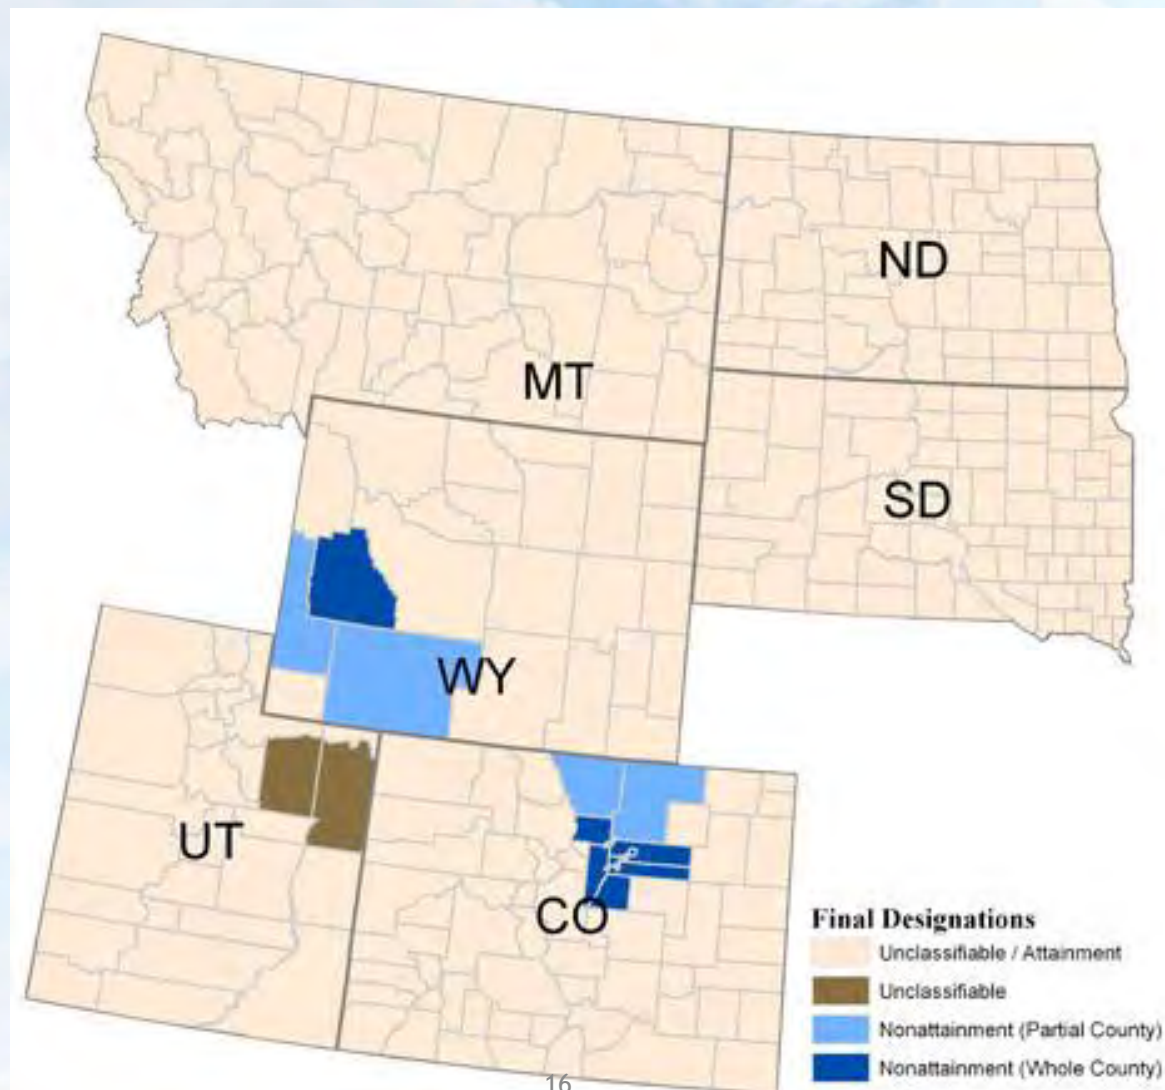 ND
MT
SD
WY
UT
CO
Final Designations
Unclassifiable / Attainment
Unclassifiable
Nonattainment (Partial County)
Nonattainment (Whole County)
16